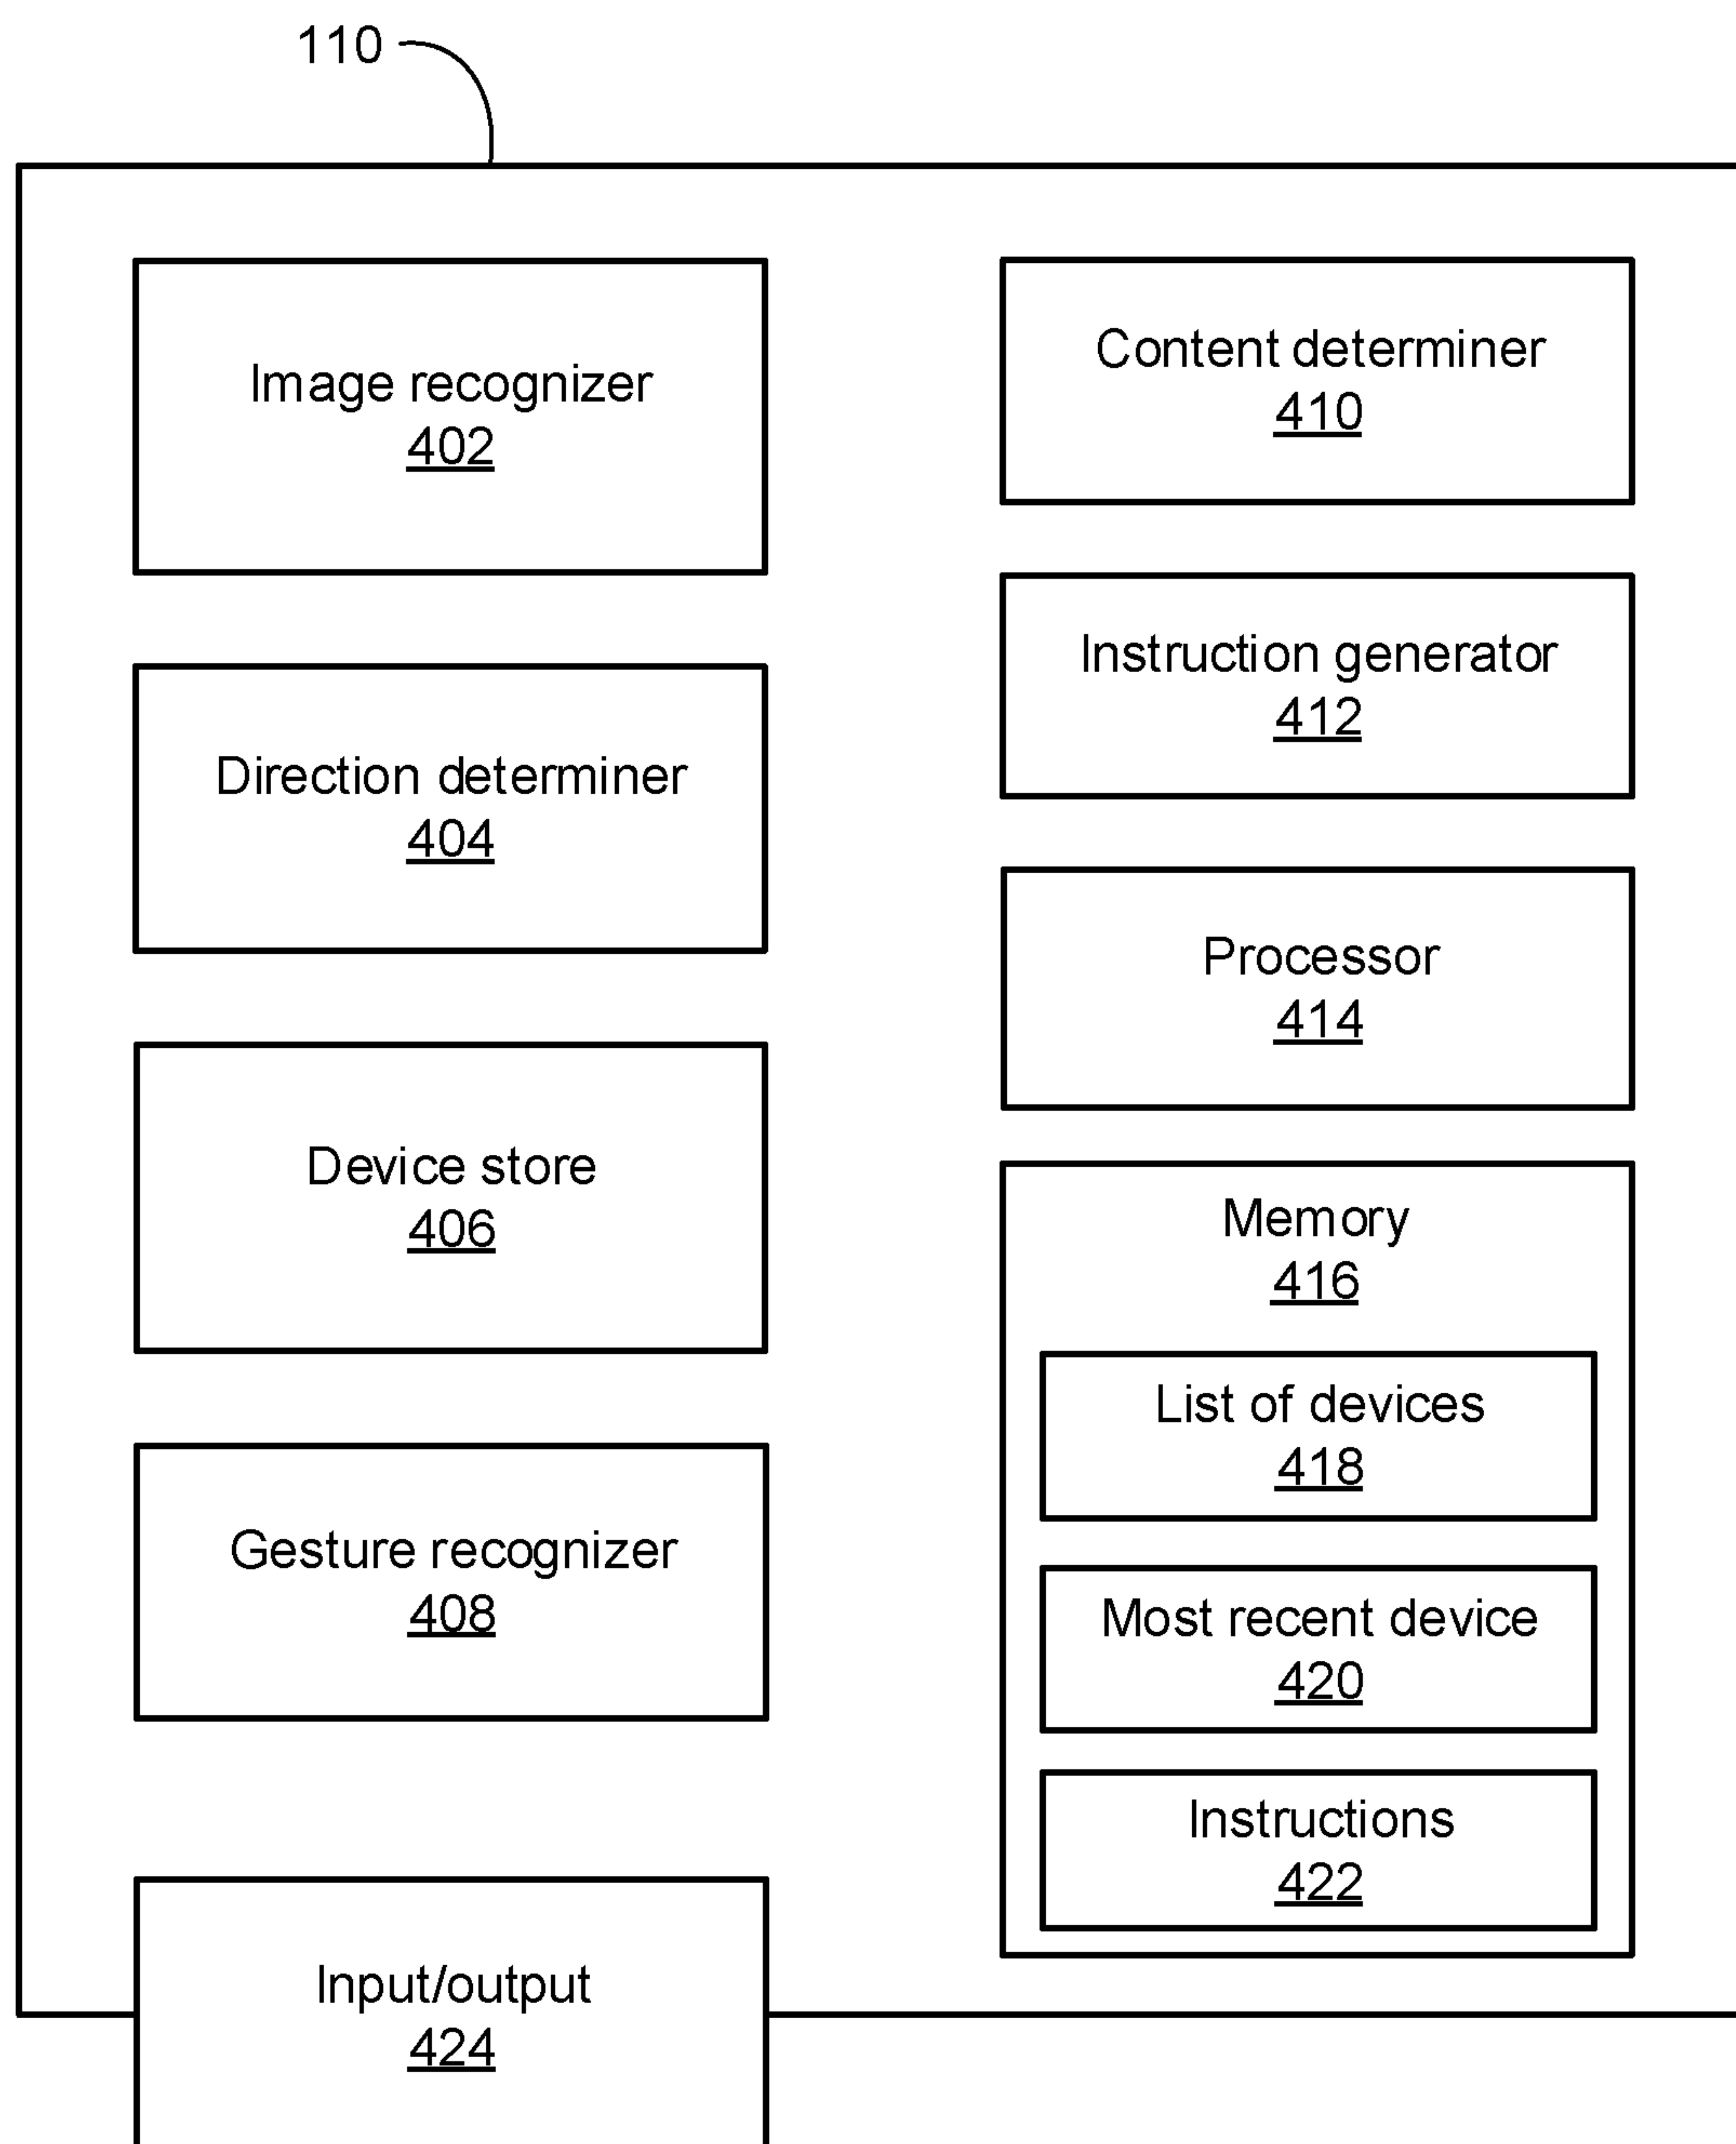 110
Image recognizer
402
Direction determiner
404
Device store
406
Gesture recognizer
408
Input/output
424
Content determiner
410
Instruction generator
412
Processor
414
Memory
416
List of devices
418
Most recent device
420
Instructions
422